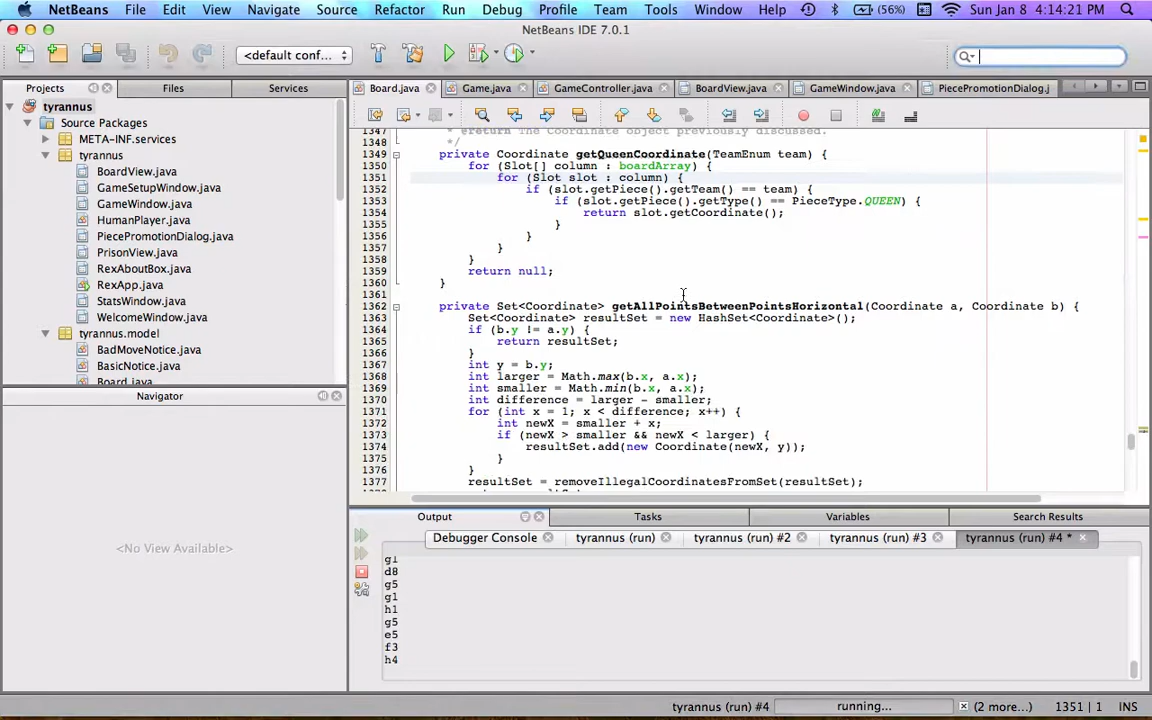 NetBeans File Edit View Navigate Source Refactor Run Debug Profile Team Tools Window Help (56%) Sun Jan 8 4:14:21 PM
NetBeans IDE 7.0.1
<default conf...
Projects Files Services
tyrannus
Source Packages
META-INF.services
tyrannus
BoardView.java
GameSetupWindow.java
GameWindow.java
HumanPlayer.java
PiecePromotionDialog.java
PrisonView.java
RexAboutBox.java
RexApp.java
StatsWindow.java
WelcomeWindow.java
tyrannus.model
BadMoveNotice.java
BasicNotice.java
Board.java
Navigator
<No View Available>
Board.java Game.java GameController.java BoardView.java GameWindow.java PiecePromotionDialog.j
1347 * @return The Coordinate object previously discussed.
1348 */
1349 private Coordinate getQueenCoordinate(TeamEnum team) {
1350 for (Slot[] column : boardArray) {
1351 for (Slot slot : column) {
1352 if (slot.getPiece().getTeam() == team) {
1353 if (slot.getPiece().getType() == PieceType.QUEEN) {
1354 return slot.getCoordinate();
1355 }
1356 }
1357 }
1358 }
1359 return null;
1360 }
1361
1362 private Set<Coordinate> getAllPointsBetweenPointsHorizontal(Coordinate a, Coordinate b) {
1363 Set<Coordinate> resultSet = new HashSet<Coordinate>();
1364 if (b.y != a.y) {
1365 return resultSet;
1366 }
1367 int y = b.y;
1368 int larger = Math.max(b.x, a.x);
1369 int smaller = Math.min(b.x, a.x);
1370 int difference = larger - smaller;
1371 for (int x = 1; x < difference; x++) {
1372 int newX = smaller + x;
1373 if (newX > smaller && newX < larger) {
1374 resultSet.add(new Coordinate(newX, y));
1375 }
1376 }
1377 resultSet = removeIllegalCoordinatesFromSet(resultSet);
Output Tasks Variables Search Results
Debugger Console tyrannus (run) tyrannus (run) #2 tyrannus (run) #3 tyrannus (run) #4 *
g1
d8
g5
g1
h1
g5
e5
f3
h4
tyrannus (run) #4 running... (2 more...) 1351 | 1 INS